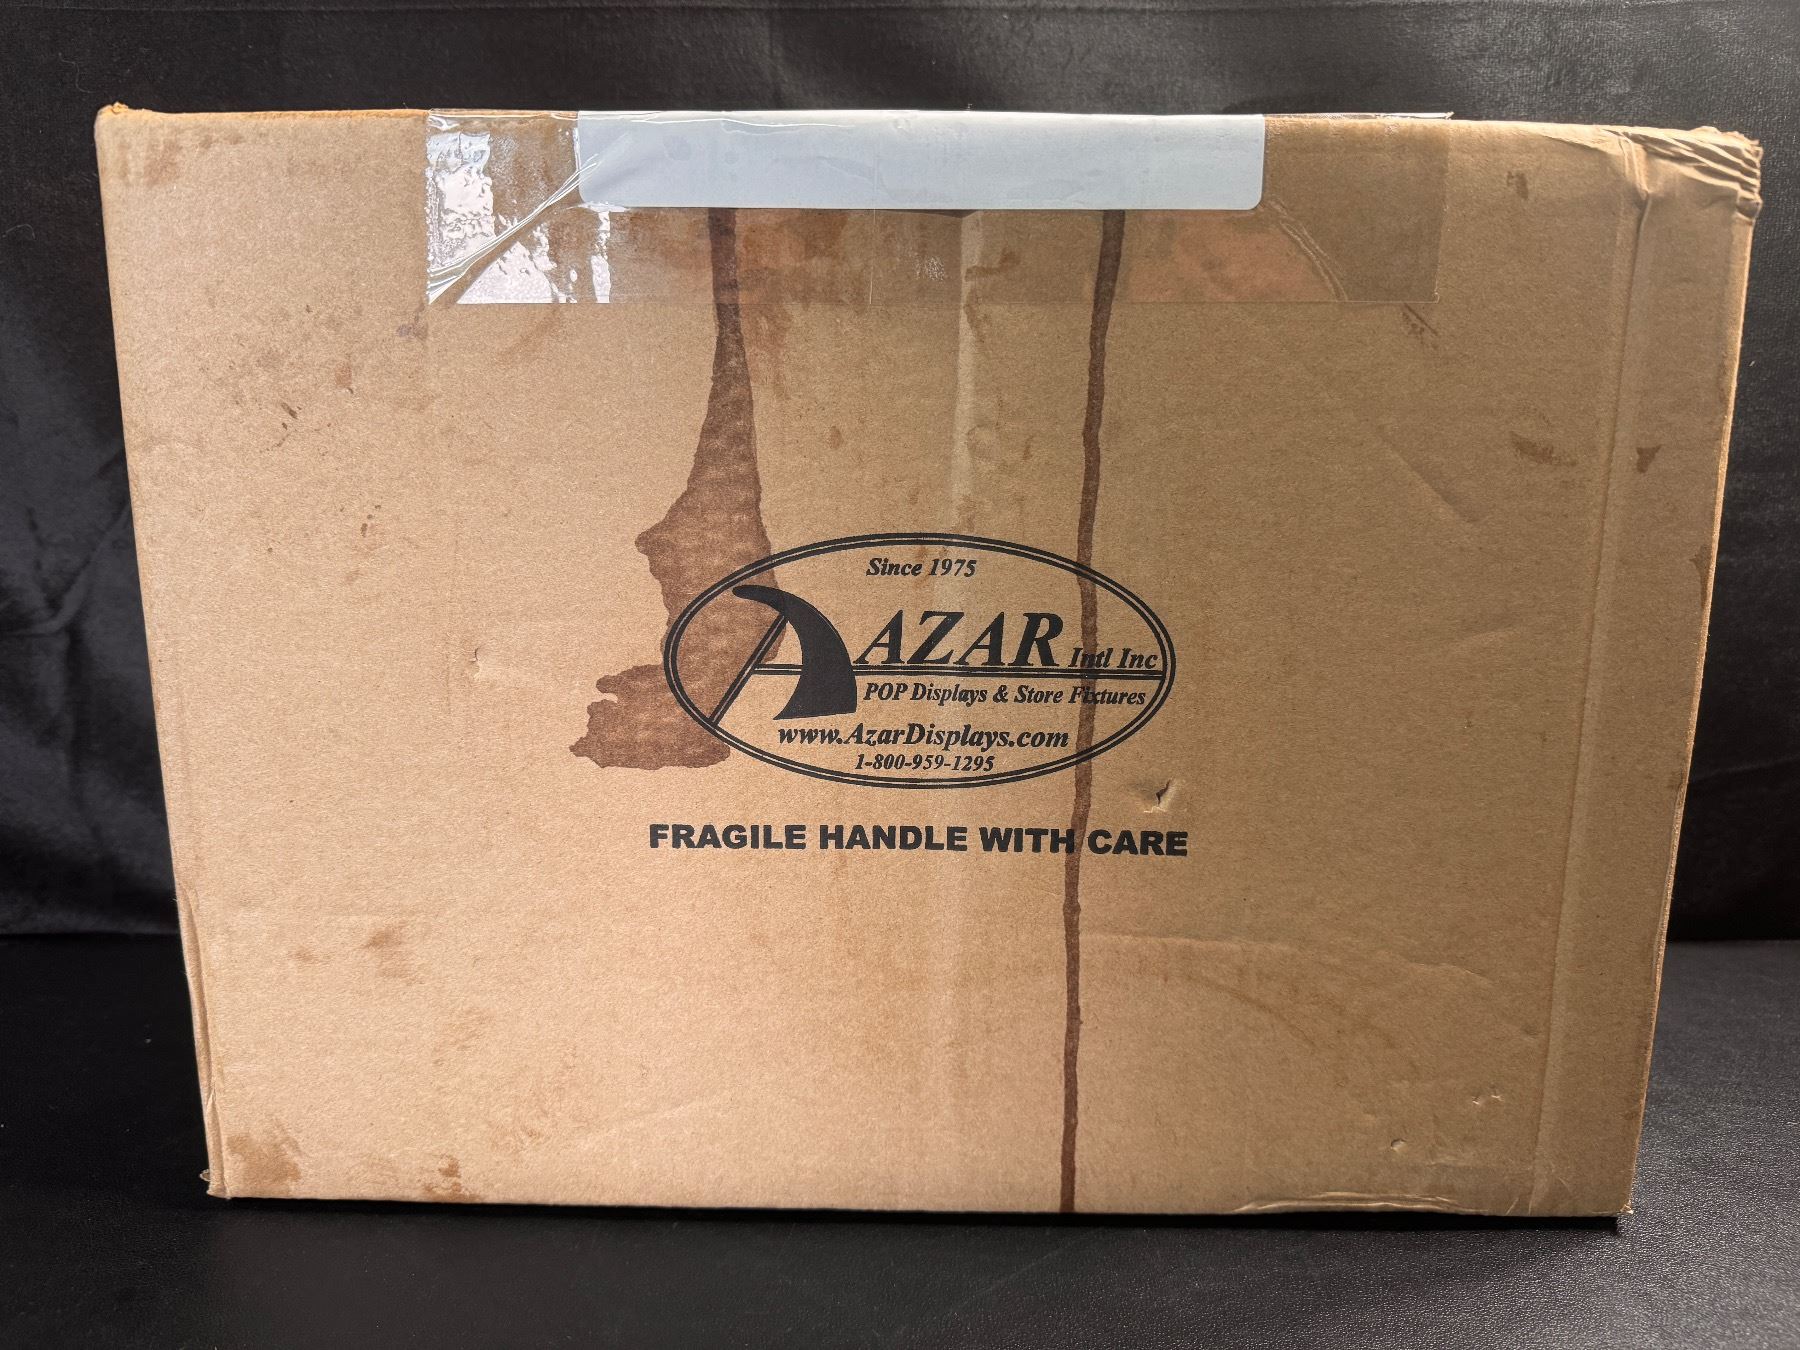 Since 1975
AZAR Intl Inc
POP Displays & Store Fixtures
www.AzarDisplays.com
1-800-959-1295
FRAGILE HANDLE WITH CARE